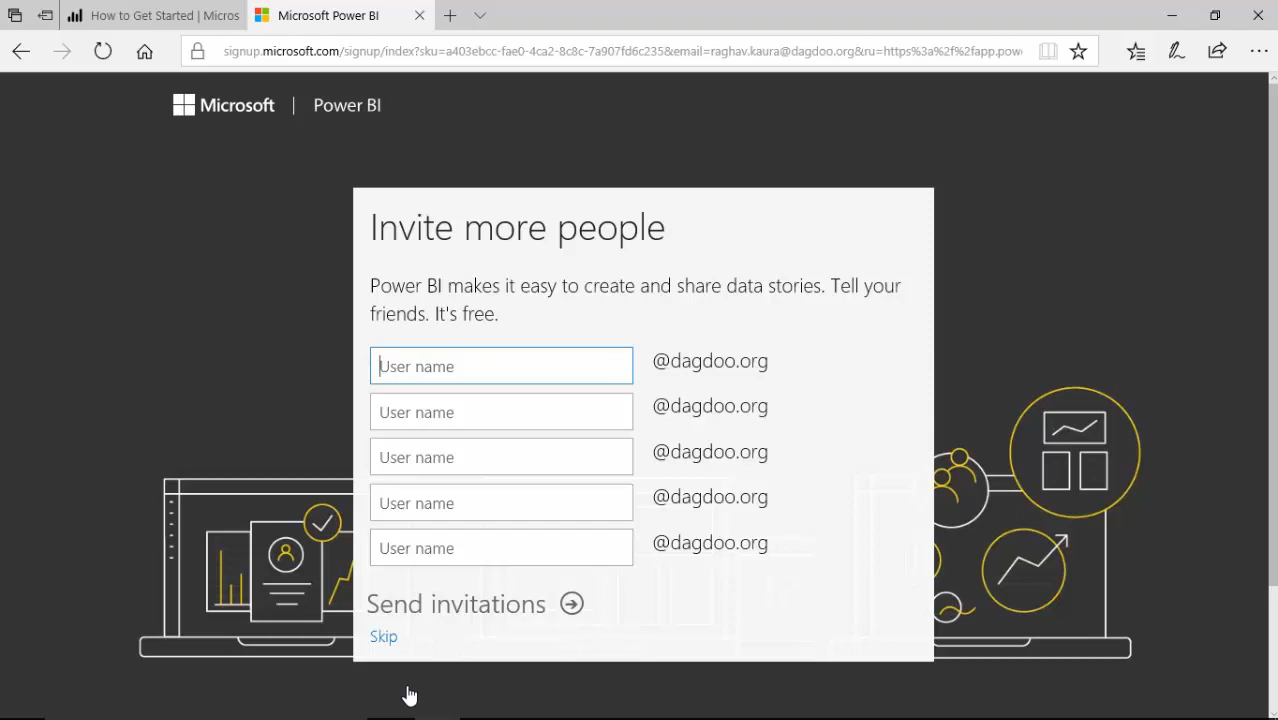 How to Get Started | Micros
Microsoft Power BI
signup.microsoft.com/signup/index?sku=a403ebcc-fae0-4ca2-8c8c-7a907fd6c235&email=raghav.kaura@dagdoo.org&ru=https%3a%2f%2fapp.powe
Microsoft | Power BI
Invite more people
Power BI makes it easy to create and share data stories. Tell your
friends. It's free.
User name @dagdoo.org
User name @dagdoo.org
User name @dagdoo.org
User name @dagdoo.org
User name @dagdoo.org
Send invitations
Skip